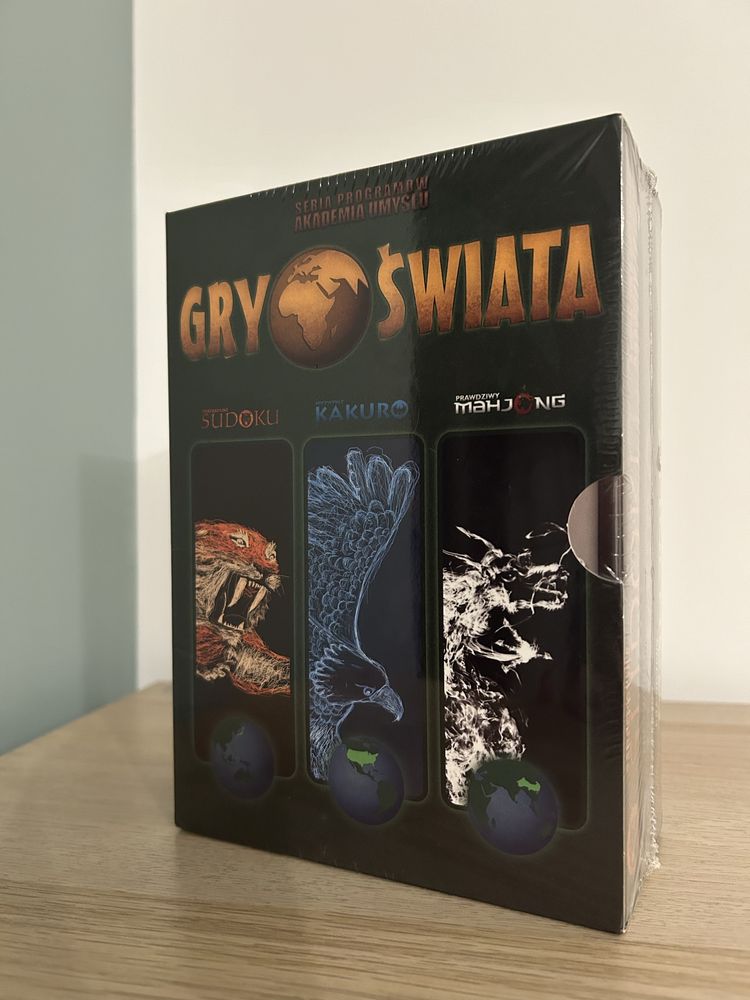 SERIA PROGRAMÓW
AKADEMIA UMYSŁU
GRY ŚWIATA
SUDOKU
KAKURO
PRAWDZIWY
MAHJONG